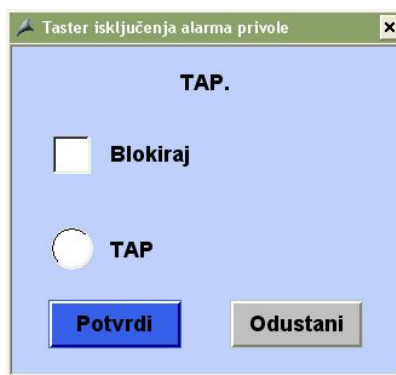 Taster isključenja alarma privole
TAP.
Blokiraj
TAP
Potvrdi Odustani